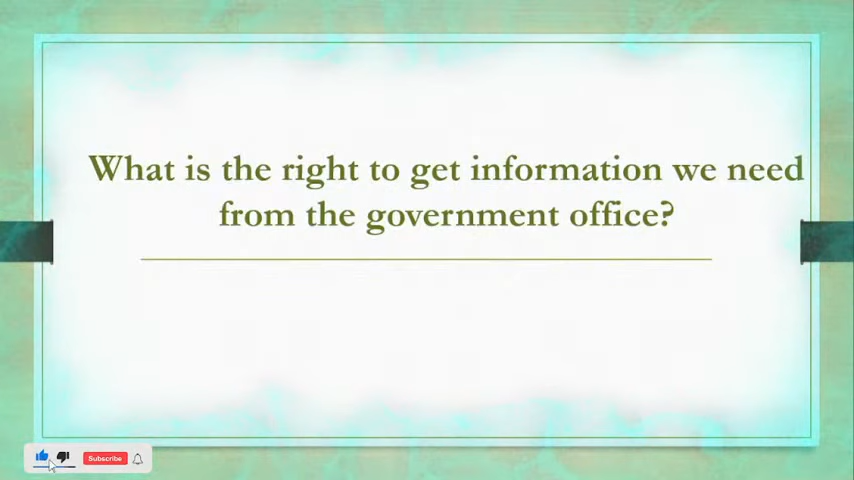 What is the right to get information we need
from the government office?
Subscribe